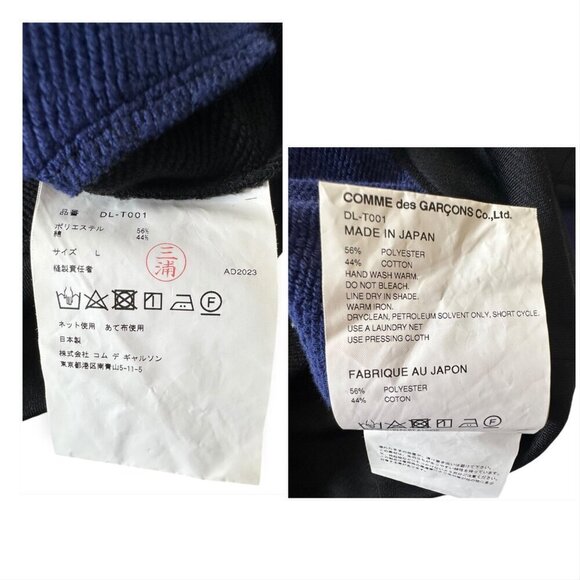 品番 DL-T001
ポリエステル 56%
綿 44%
サイズ L
縫製責任者
三浦
AD2023
ネット使用 あて布使用
日本製
株式会社 コム デ ギャルソン
東京都港区南青山5-11-5
COMME des GARÇONS Co.,Ltd.
DL-T001
MADE IN JAPAN
56% POLYESTER
44% COTTON
HAND WASH WARM.
DO NOT BLEACH.
LINE DRY IN SHADE.
WARM IRON.
DRYCLEAN, PETROLEUM SOLVENT ONLY, SHORT CYCLE.
USE A LAUNDRY NET
USE PRESSING CLOTH
FABRIQUE AU JAPON
56% POLYESTER
44% COTON